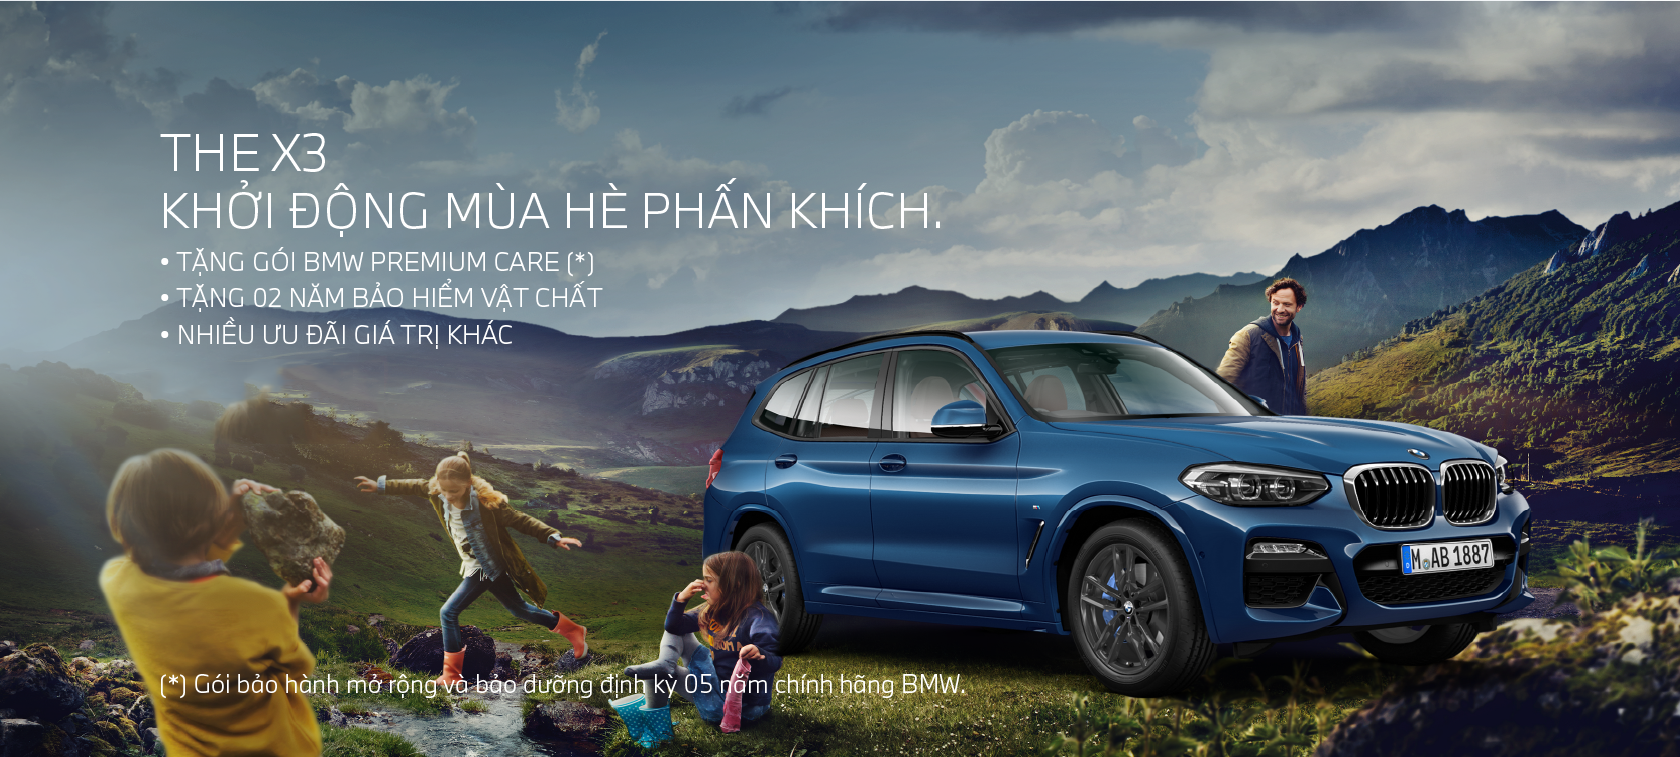 THE X3
KHỞI ĐỘNG MÙA HÈ PHẤN KHÍCH.
• TẶNG GÓI BMW PREMIUM CARE (*)
• TẶNG 02 NĂM BẢO HIỂM VẬT CHẤT
• NHIỀU ƯU ĐÃI GIÁ TRỊ KHÁC
M AB 1887
(*) Gói bảo hành mở rộng và bảo dưỡng định kỳ 05 năm chính hãng BMW.